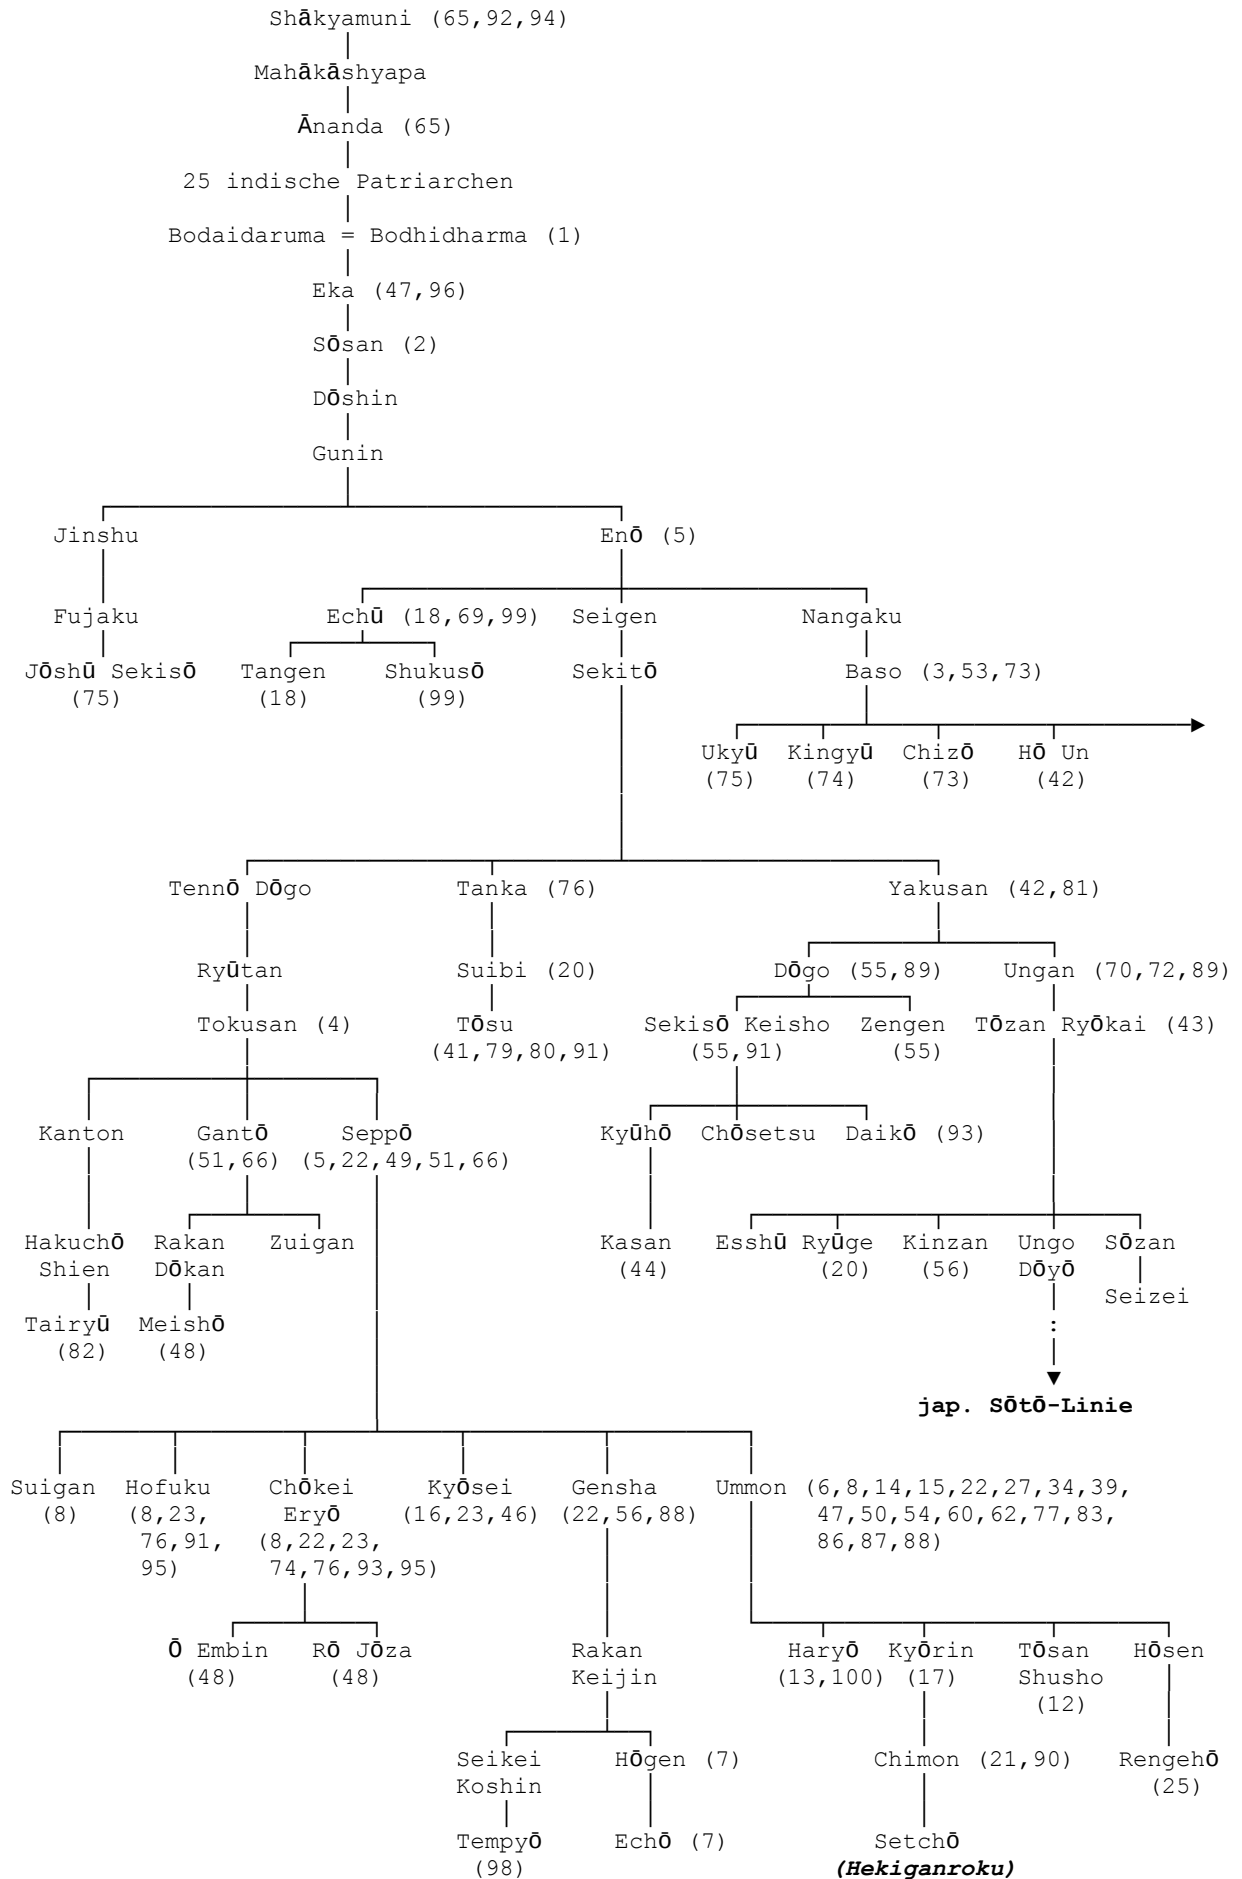 Shākyamuni (65,92,94)
Mahākāshyapa
Ānanda (65)
25 indische Patriarchen
Bodaidaruma = Bodhidharma (1)
Eka (47,96)
Sōsan (2)
Dōshin
Gunin
Jinshu Enō (5)
Fujaku Echū (18,69,99) Seigen Nangaku
Jōshū Sekisō Tangen Shukusō Sekitō Baso (3,53,73)
(75) (18) (99)
Ukyū Kingyū Chizō Hō Un
(75) (74) (73) (42)
Tennō Dōgo Tanka (76) Yakusan (42,81)
Ryūtan Suibi (20) Dōgo (55,89) Ungan (70,72,89)
Tokusan (4) Tōsu Sekisō Keisho Zengen Tōzan Ryōkai (43)
(41,79,80,91) (55,91) (55)
Kanton Gantō Seppō Kyūhō Chōsetsu Daikō (93)
(51,66) (5,22,49,51,66)
Hakuchō Rakan Zuigan Kasan Esshū Ryūge Kinzan Ungo Sōzan
Shien Dōkan (44) (20) (56) Dōyō
Seizei
Tairyū Meishō :
(82) (48)
jap. Sōtō-Linie
Suigan Hofuku Chōkei Kyōsei Gensha Ummon (6,8,14,15,22,27,34,39,
(8) (8,23, Eryō (16,23,46) (22,56,88) 47,50,54,60,62,77,83,
76,91, (8,22,23, 86,87,88)
95) 74,76,93,95)
Ō Embin Rō Jōza Rakan Haryō Kyōrin Tōsan Hōsen
(48) (48) Keijin (13,100) (17) Shusho
(12)
Seikei Hōgen (7) Chimon (21,90) Rengehō
Koshin (25)
Tempyō Echō (7) Setchō
(98) (Hekiganroku)